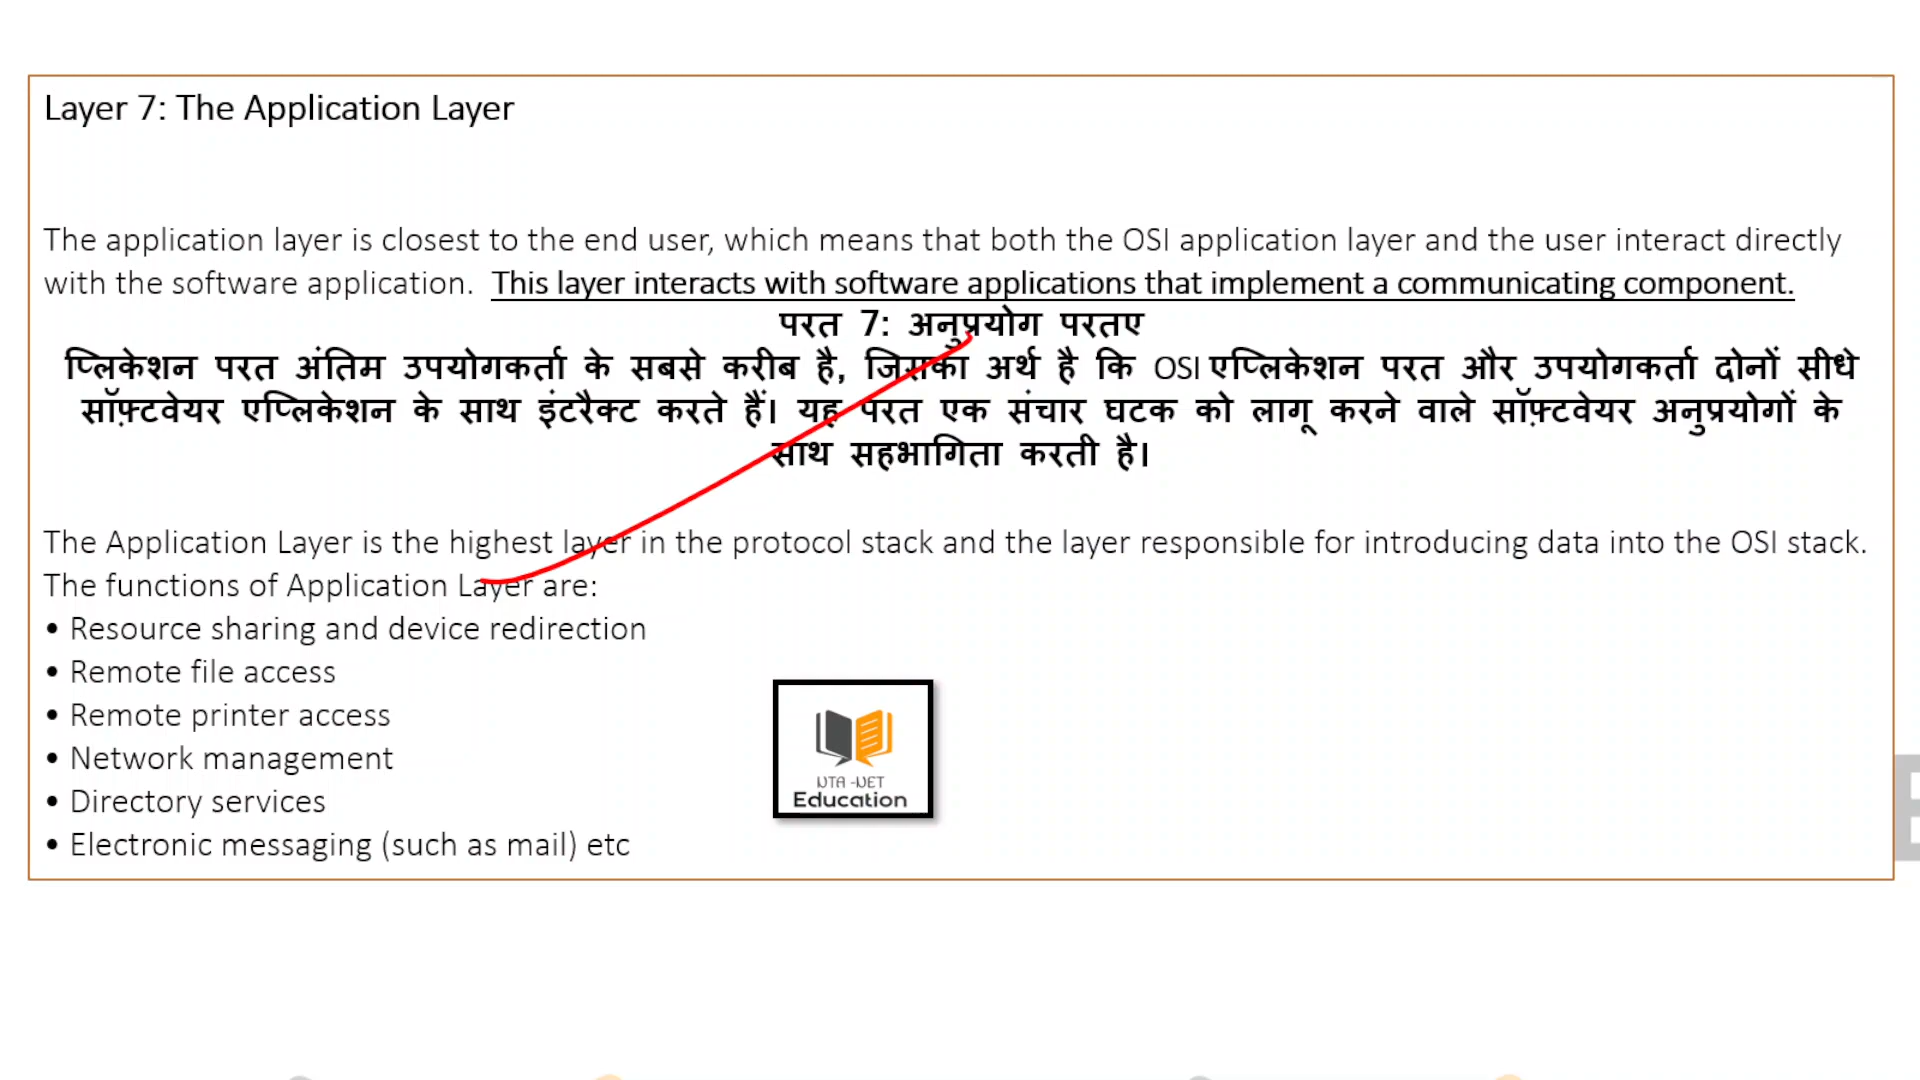 Layer 7: The Application Layer
The application layer is closest to the end user, which means that both the OSI application layer and the user interact directly
with the software application. This layer interacts with software applications that implement a communicating component.
परत 7: अनुप्रयोग परतए
प्लिकेशन परत अंतिम उपयोगकर्ता के सबसे करीब है, जिसका अर्थ है कि OSI एप्लिकेशन परत और उपयोगकर्ता दोनों सीधे
सॉफ़्टवेयर एप्लिकेशन के साथ इंटरैक्ट करते हैं। यह परत एक संचार घटक को लागू करने वाले सॉफ़्टवेयर अनुप्रयोगों के
साथ सहभागिता करती है।
The Application Layer is the highest layer in the protocol stack and the layer responsible for introducing data into the OSI stack.
The functions of Application Layer are:
• Resource sharing and device redirection
• Remote file access
• Remote printer access
• Network management
• Directory services
• Electronic messaging (such as mail) etc
NTA -NET
Education